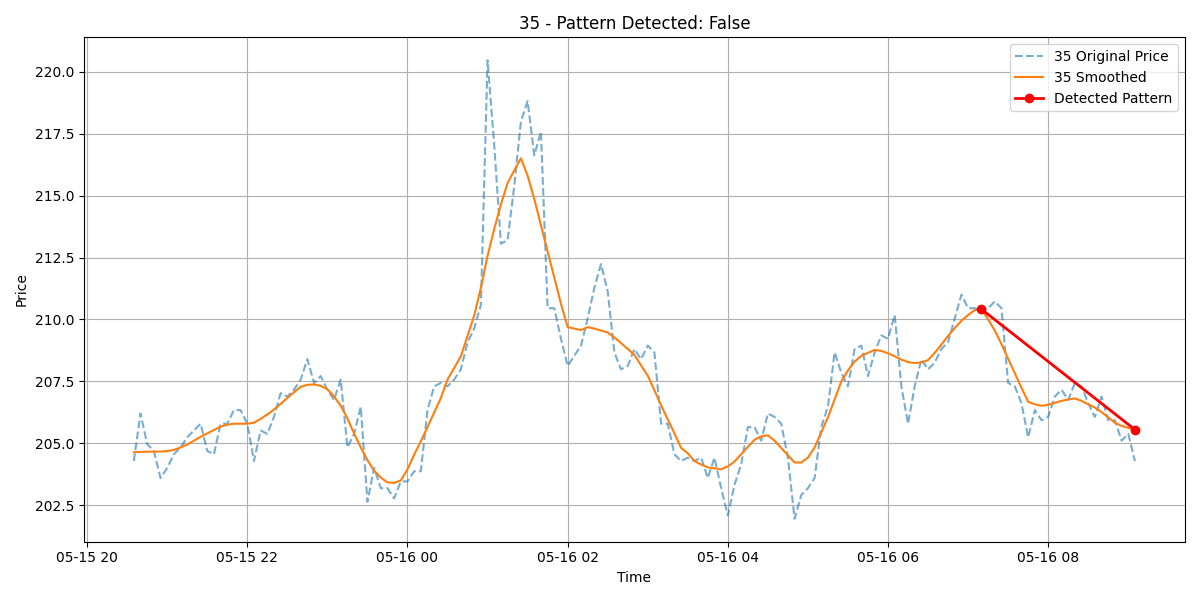 35 - Pattern Detected: False
35 Original Price
35 Smoothed
Detected Pattern
Price
220.0
217.5
215.0
212.5
210.0
207.5
205.0
202.5
05-15 20
05-15 22
05-16 00
05-16 02
05-16 04
05-16 06
05-16 08
Time